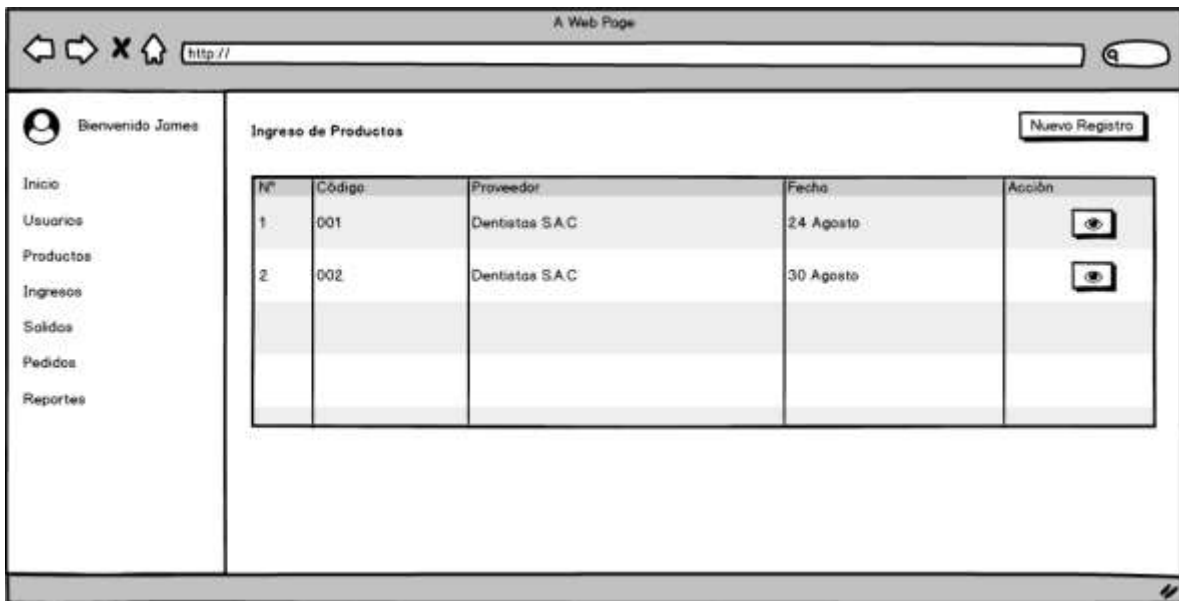 A Web Page
http://
Bienvenido James
Inicio
Usuarios
Productos
Ingresos
Salidas
Pedidos
Reportes
Ingreso de Productos
Nuevo Registro
N° Código Proveedor Fecha Acción
1 001 Dentistas S.A.C 24 Agosto
2 002 Dentistas S.A.C 30 Agosto